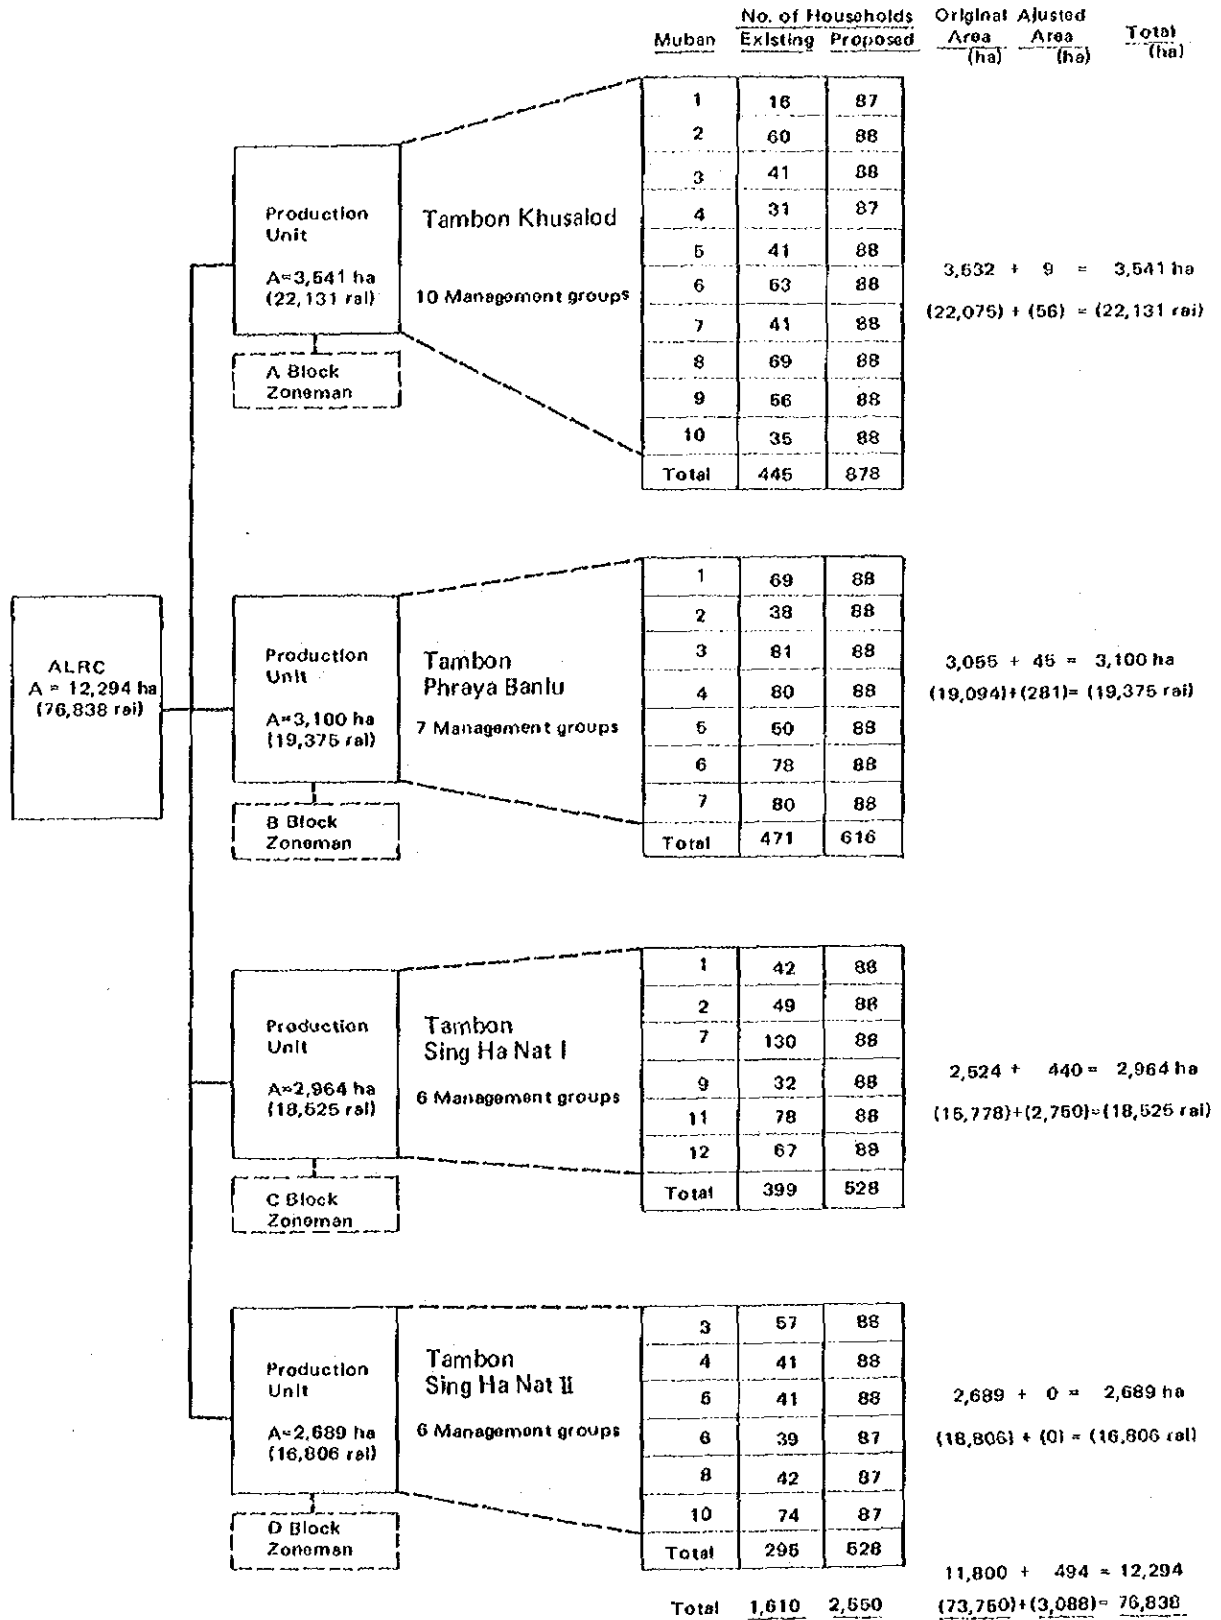 No. of Households Original Ajusted
Muban Existing Proposed Area Area Total
(ha) (ha) (ha)
ALRC
A = 12,294 ha
(76,838 rai)
Production
Unit
A=3,541 ha
(22,131 rai)
A Block
Zoneman
Tambon Khusalod
10 Management groups
1 16 87
2 60 88
3 41 88
4 31 87
5 41 88
6 53 88
7 41 88
8 69 88
9 56 88
10 35 88
Total 445 878
3,532 + 9 = 3,541 ha
(22,075) + (56) = (22,131 rai)
Production
Unit
A=3,100 ha
(19,375 rai)
B Block
Zoneman
Tambon
Phraya Banlu
7 Management groups
1 69 88
2 38 88
3 81 88
4 80 88
5 50 88
6 78 88
7 80 88
Total 471 616
3,055 + 45 = 3,100 ha
(19,094)+(281)= (19,375 rai)
Production
Unit
A=2,964 ha
(18,525 rai)
C Block
Zoneman
Tambon
Sing Ha Nat I
6 Management groups
1 42 88
2 49 88
7 130 88
9 32 88
11 78 88
12 67 88
Total 399 528
2,524 + 440 = 2,964 ha
(15,778)+(2,750)=(18,525 rai)
Production
Unit
A=2,689 ha
(16,806 rai)
D Block
Zoneman
Tambon
Sing Ha Nat II
6 Management groups
3 57 88
4 41 88
5 41 88
6 39 87
8 42 87
10 74 87
Total 295 528
2,689 + 0 = 2,689 ha
(18,806) + (0) = (16,806 rai)
11,800 + 494 = 12,294
Total 1,610 2,550 (73,750)+(3,088)= 76,838